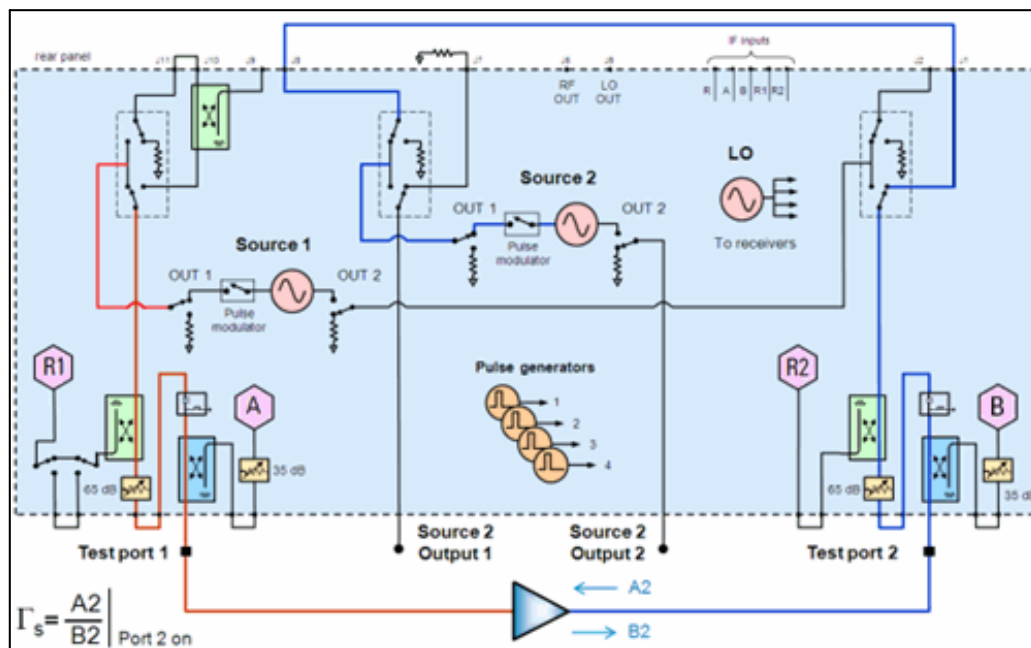 rear panel
J11
J10
J9
J8
J7
IF inputs
J2
J1
RF
OUT
LO
OUT
R
A
B
R1
R2
LO
To receivers
Source 2
OUT 1
OUT 2
Pulse
modulator
Source 1
OUT 1
OUT 2
Pulse
modulator
R1
A
Pulse generators
1
2
3
4
R2
B
65 dB
35 dB
65 dB
35 dB
Test port 1
Source 2
Output 1
Source 2
Output 2
Test port 2
A2
B2
Γs = A2
B2
Port 2 on